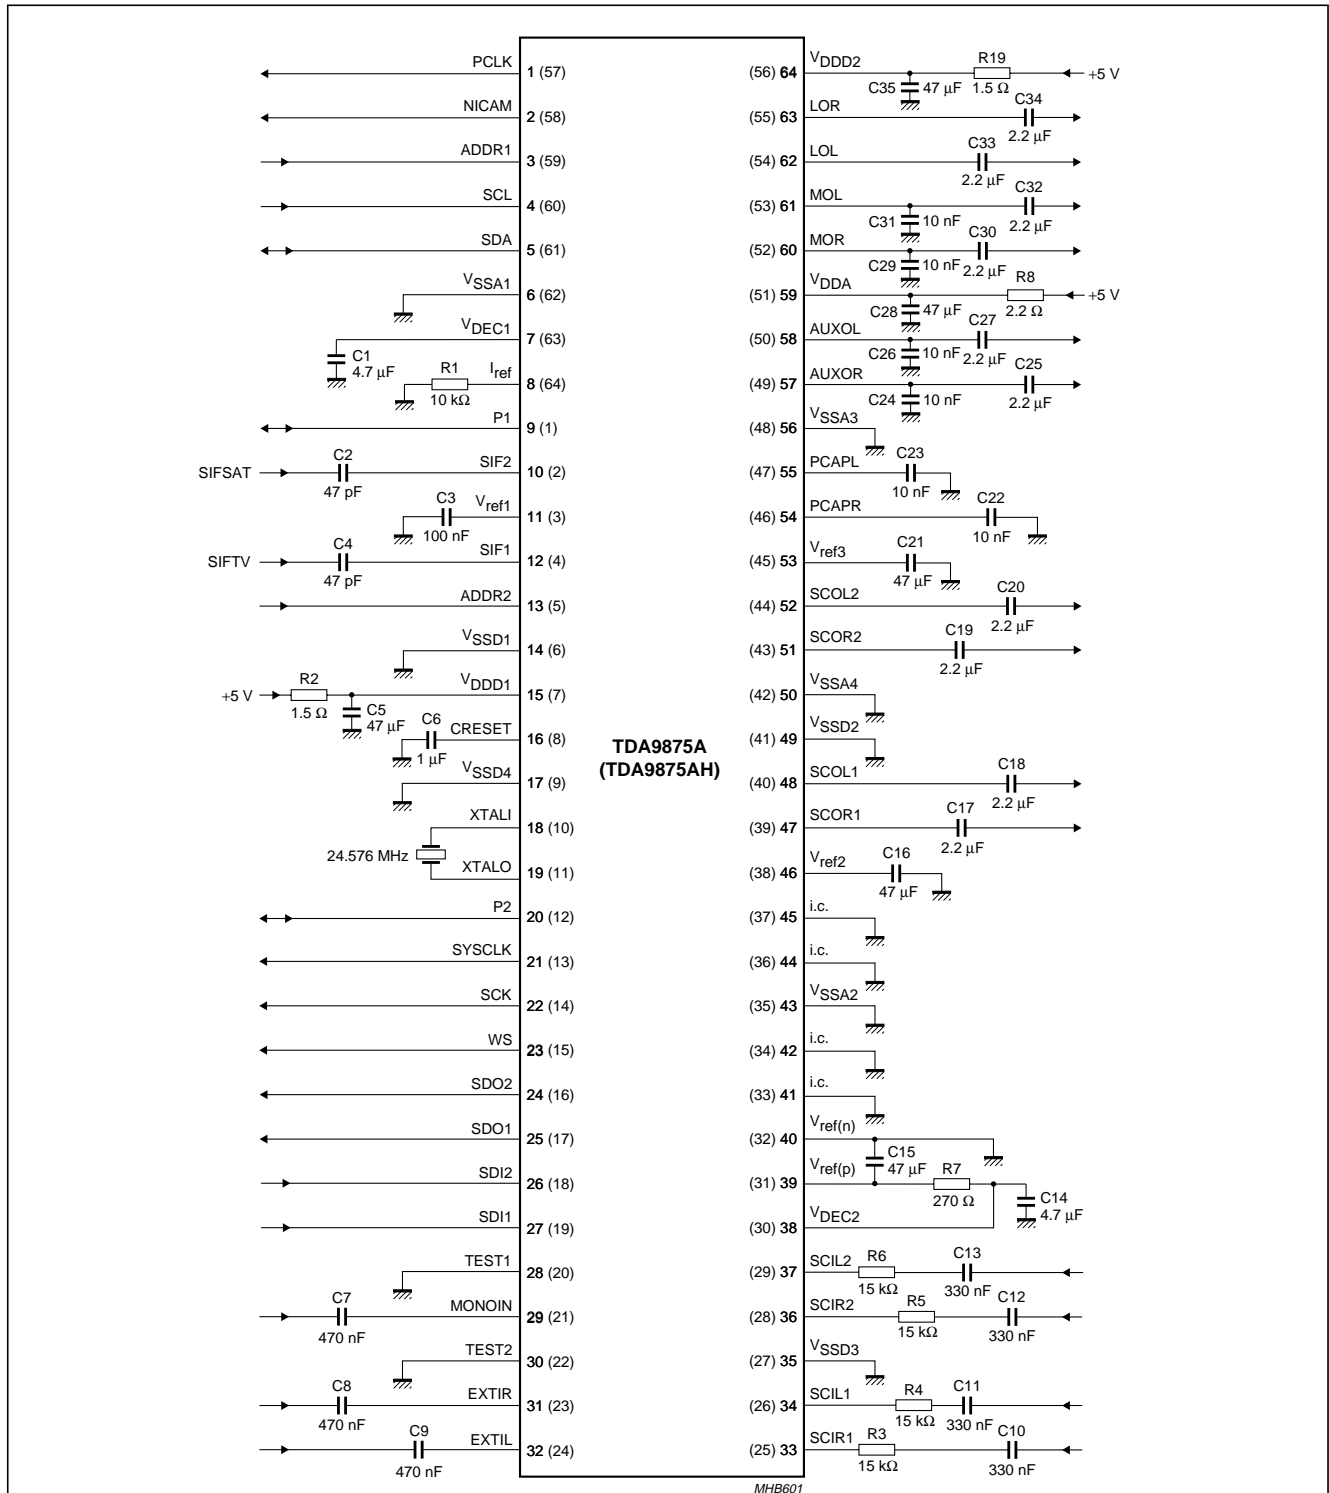 PCLK 1 (57)
NICAM 2 (58)
ADDR1 3 (59)
SCL 4 (60)
SDA 5 (61)
VSSA1 6 (62)
VDEC1 7 (63)
C1
4.7 μF
R1 Iref 8 (64)
10 kΩ
P1 9 (1)
C2
SIFSAT SIF2 10 (2)
47 pF
C3 Vref1 11 (3)
100 nF
C4
SIFTV SIF1 12 (4)
47 pF
ADDR2 13 (5)
VSSD1 14 (6)
R2
+5 V VDDD1 15 (7)
1.5 Ω
C5
47 μF
C6 CRESET 16 (8)
1 μF
VSSD4 17 (9)
XTALI 18 (10)
24.576 MHz
XTALO 19 (11)
P2 20 (12)
SYSCLK 21 (13)
SCK 22 (14)
WS 23 (15)
SDO2 24 (16)
SDO1 25 (17)
SDI2 26 (18)
SDI1 27 (19)
TEST1 28 (20)
C7 MONOIN 29 (21)
470 nF
TEST2 30 (22)
C8 EXTIR 31 (23)
470 nF
C9 EXTIL 32 (24)
470 nF
TDA9875A
(TDA9875AH)
(56) 64 VDDD2 R19 +5 V
C35 47 μF 1.5 Ω
(55) 63 LOR C34
2.2 μF
(54) 62 LOL C33
2.2 μF
(53) 61 MOL C32
C31 10 nF 2.2 μF
(52) 60 MOR C30
C29 10 nF 2.2 μF
(51) 59 VDDA R8 +5 V
C28 47 μF 2.2 Ω
(50) 58 AUXOL C27
C26 10 nF 2.2 μF
(49) 57 AUXOR C25
C24 10 nF 2.2 μF
(48) 56 VSSA3
(47) 55 PCAPL C23
10 nF
(46) 54 PCAPR C22
10 nF
(45) 53 Vref3 C21
47 μF
(44) 52 SCOL2 C20
2.2 μF
(43) 51 SCOR2 C19
2.2 μF
(42) 50 VSSA4
(41) 49 VSSD2
(40) 48 SCOL1 C18
2.2 μF
(39) 47 SCOR1 C17
2.2 μF
(38) 46 Vref2 C16
47 μF
(37) 45 i.c.
(36) 44 i.c.
(35) 43 VSSA2
(34) 42 i.c.
(33) 41 i.c.
(32) 40 Vref(n)
C15
47 μF
(31) 39 Vref(p) R7
270 Ω
C14
4.7 μF
(30) 38 VDEC2
(29) 37 SCIL2 R6 C13
15 kΩ 330 nF
(28) 36 SCIR2 R5 C12
15 kΩ 330 nF
(27) 35 VSSD3
(26) 34 SCIL1 R4 C11
15 kΩ 330 nF
(25) 33 SCIR1 R3 C10
15 kΩ 330 nF
MHB601